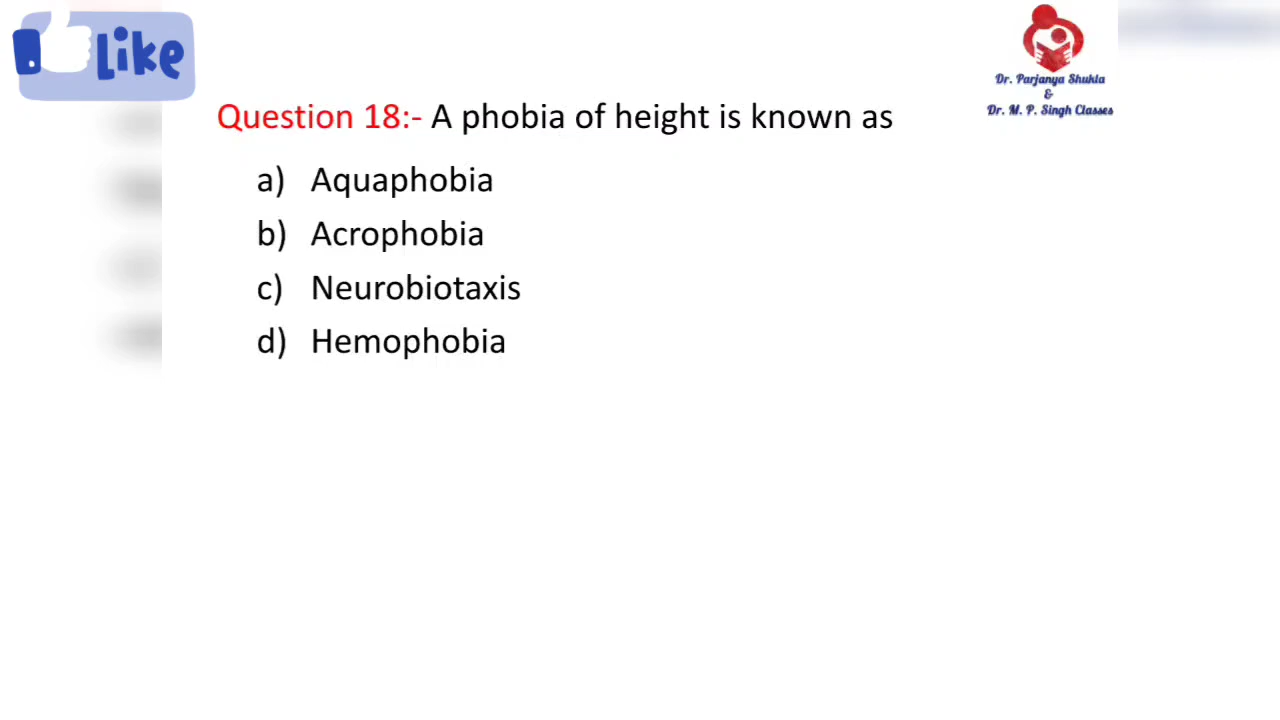 Like
Dr. Parjanya Shukla
&
Dr. M. P. Singh Classes
Question 18:- A phobia of height is known as
a) Aquaphobia
b) Acrophobia
c) Neurobiotaxis
d) Hemophobia